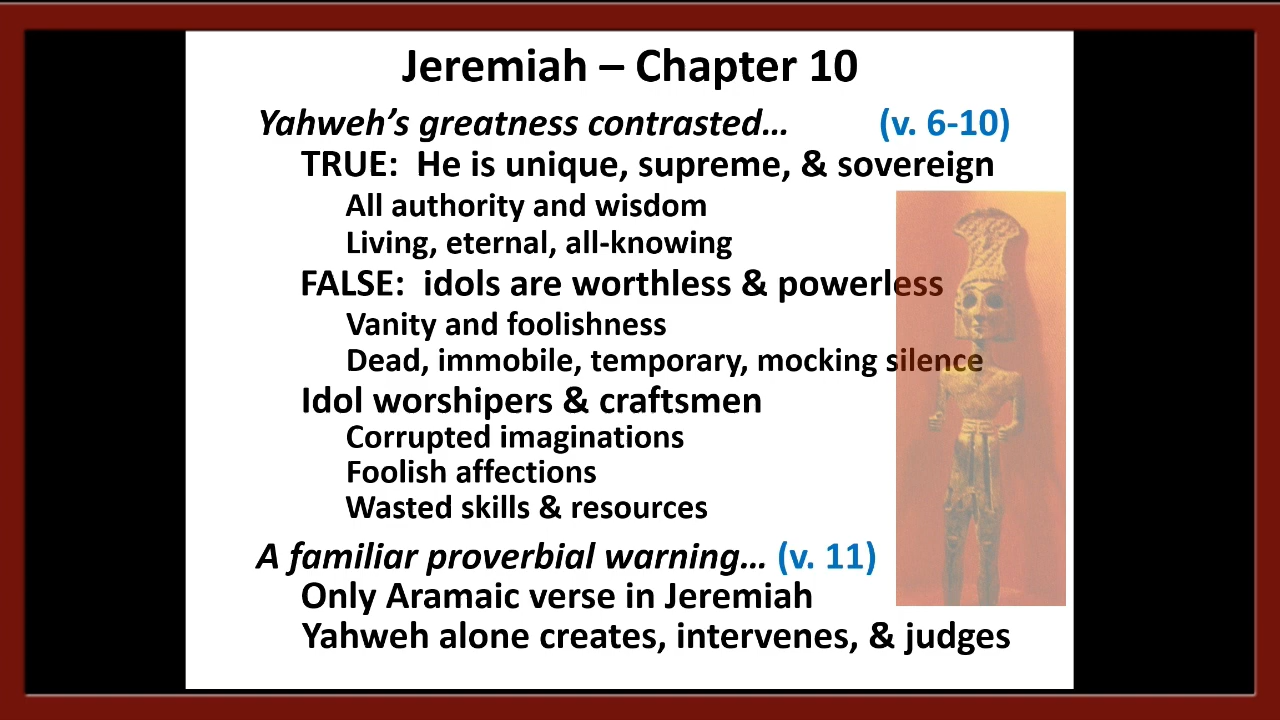 Jeremiah – Chapter 10
Yahweh’s greatness contrasted… (v. 6-10)
TRUE: He is unique, supreme, & sovereign
All authority and wisdom
Living, eternal, all-knowing
FALSE: idols are worthless & powerless
Vanity and foolishness
Dead, immobile, temporary, mocking silence
Idol worshipers & craftsmen
Corrupted imaginations
Foolish affections
Wasted skills & resources
A familiar proverbial warning… (v. 11)
Only Aramaic verse in Jeremiah
Yahweh alone creates, intervenes, & judges